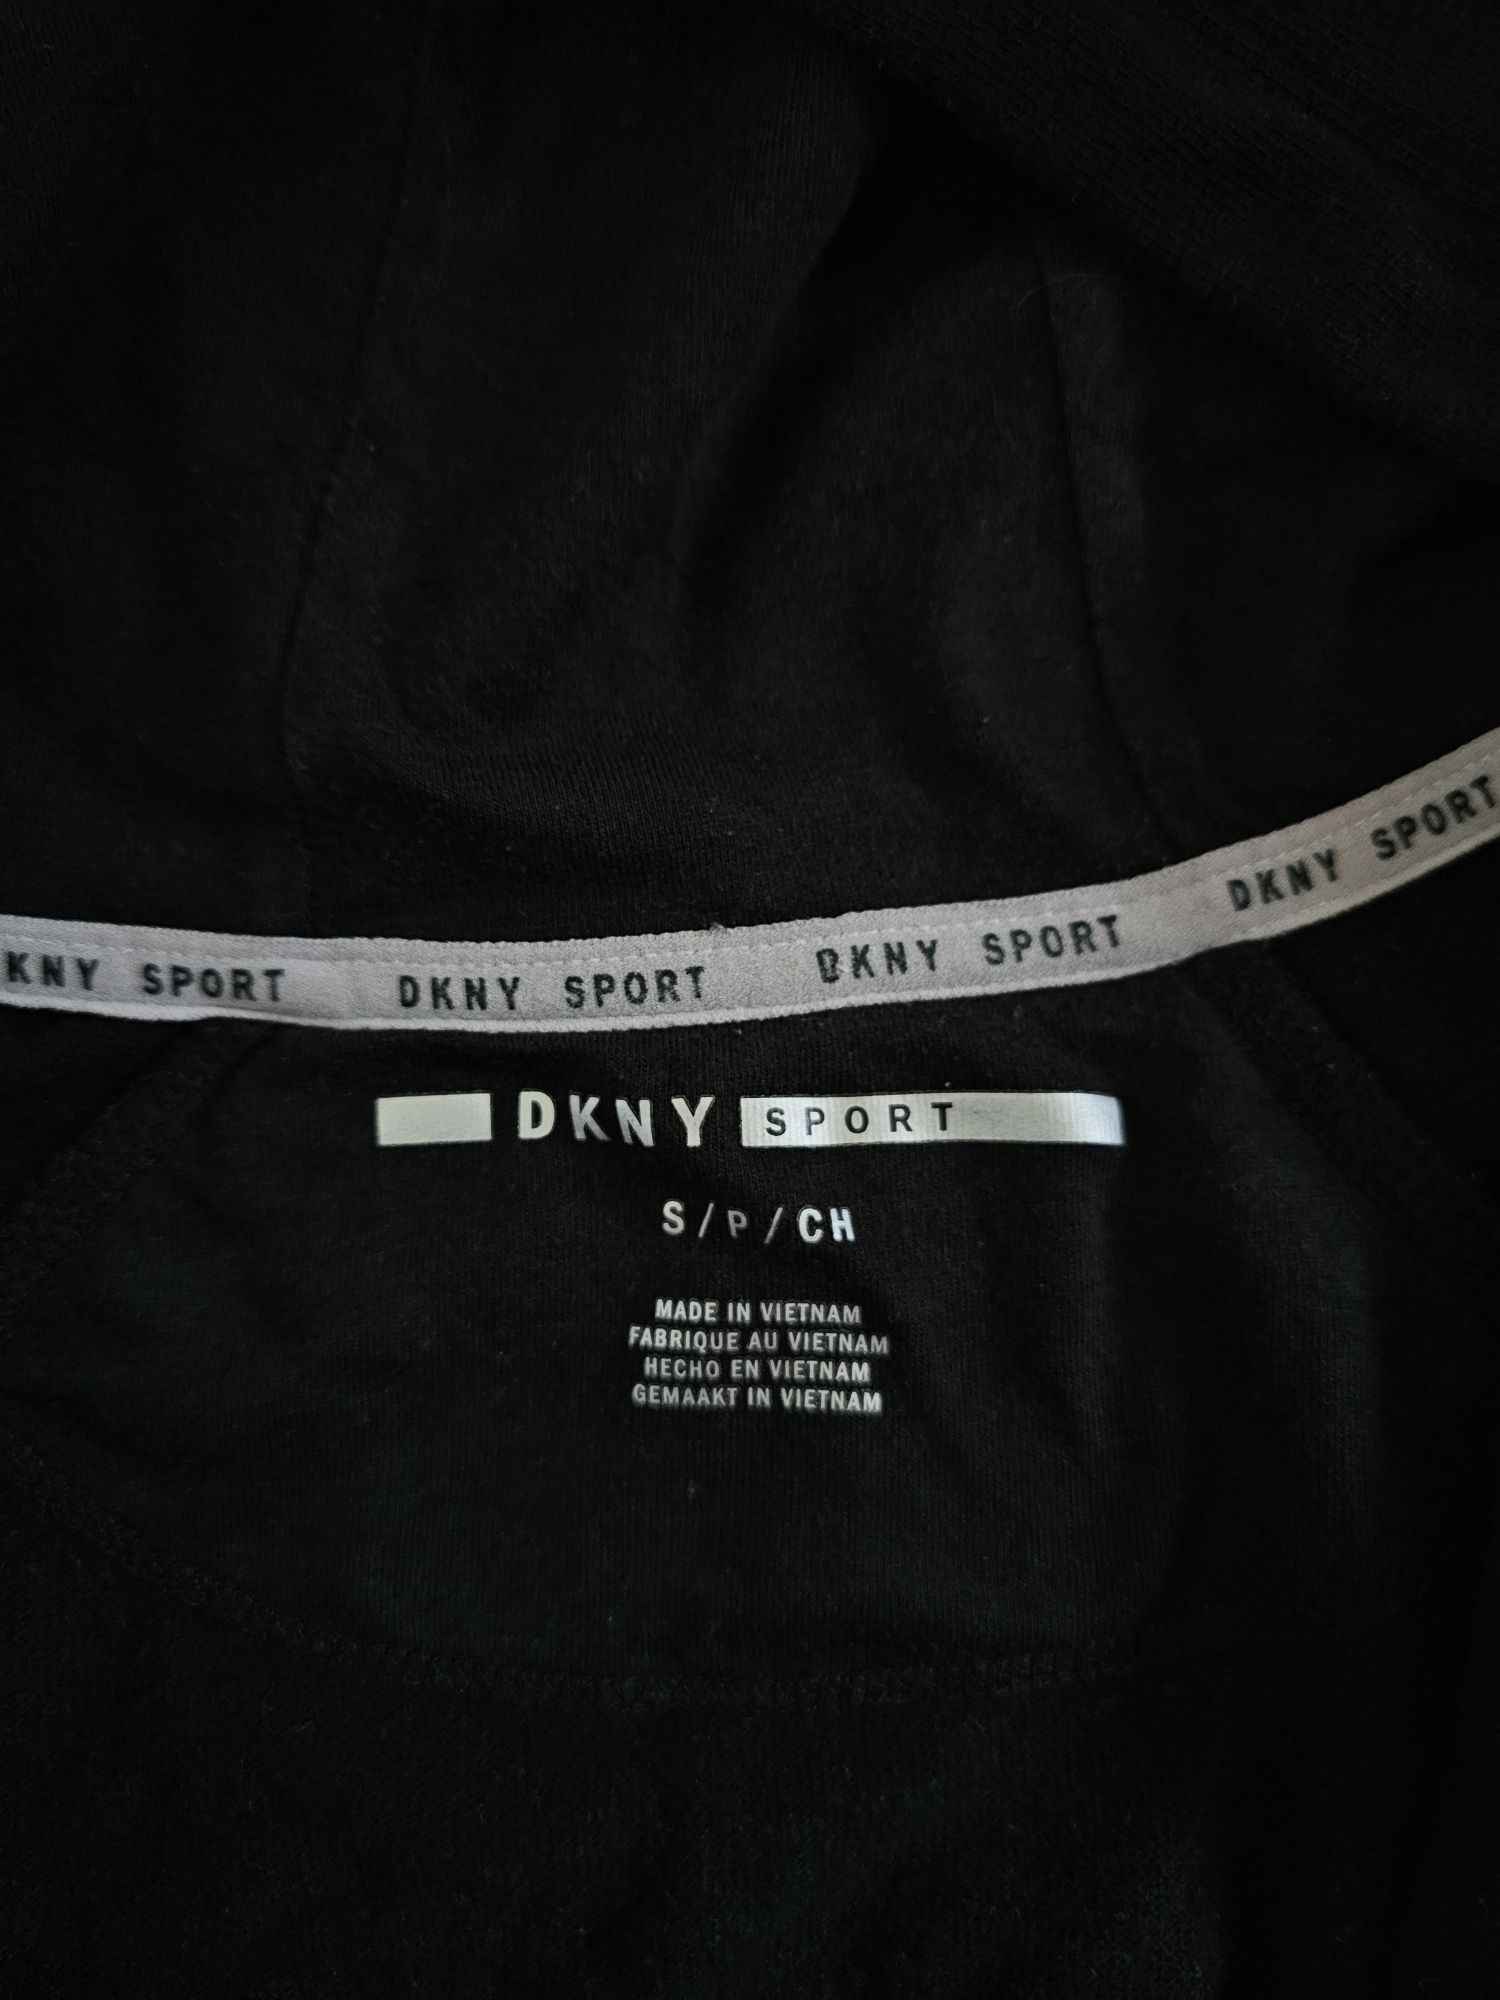 KNY SPORT DKNY SPORT DKNY SPORT DKNY SPORT
DKNY SPORT
S/P/CH
MADE IN VIETNAM
FABRIQUE AU VIETNAM
HECHO EN VIETNAM
GEMAAKT IN VIETNAM